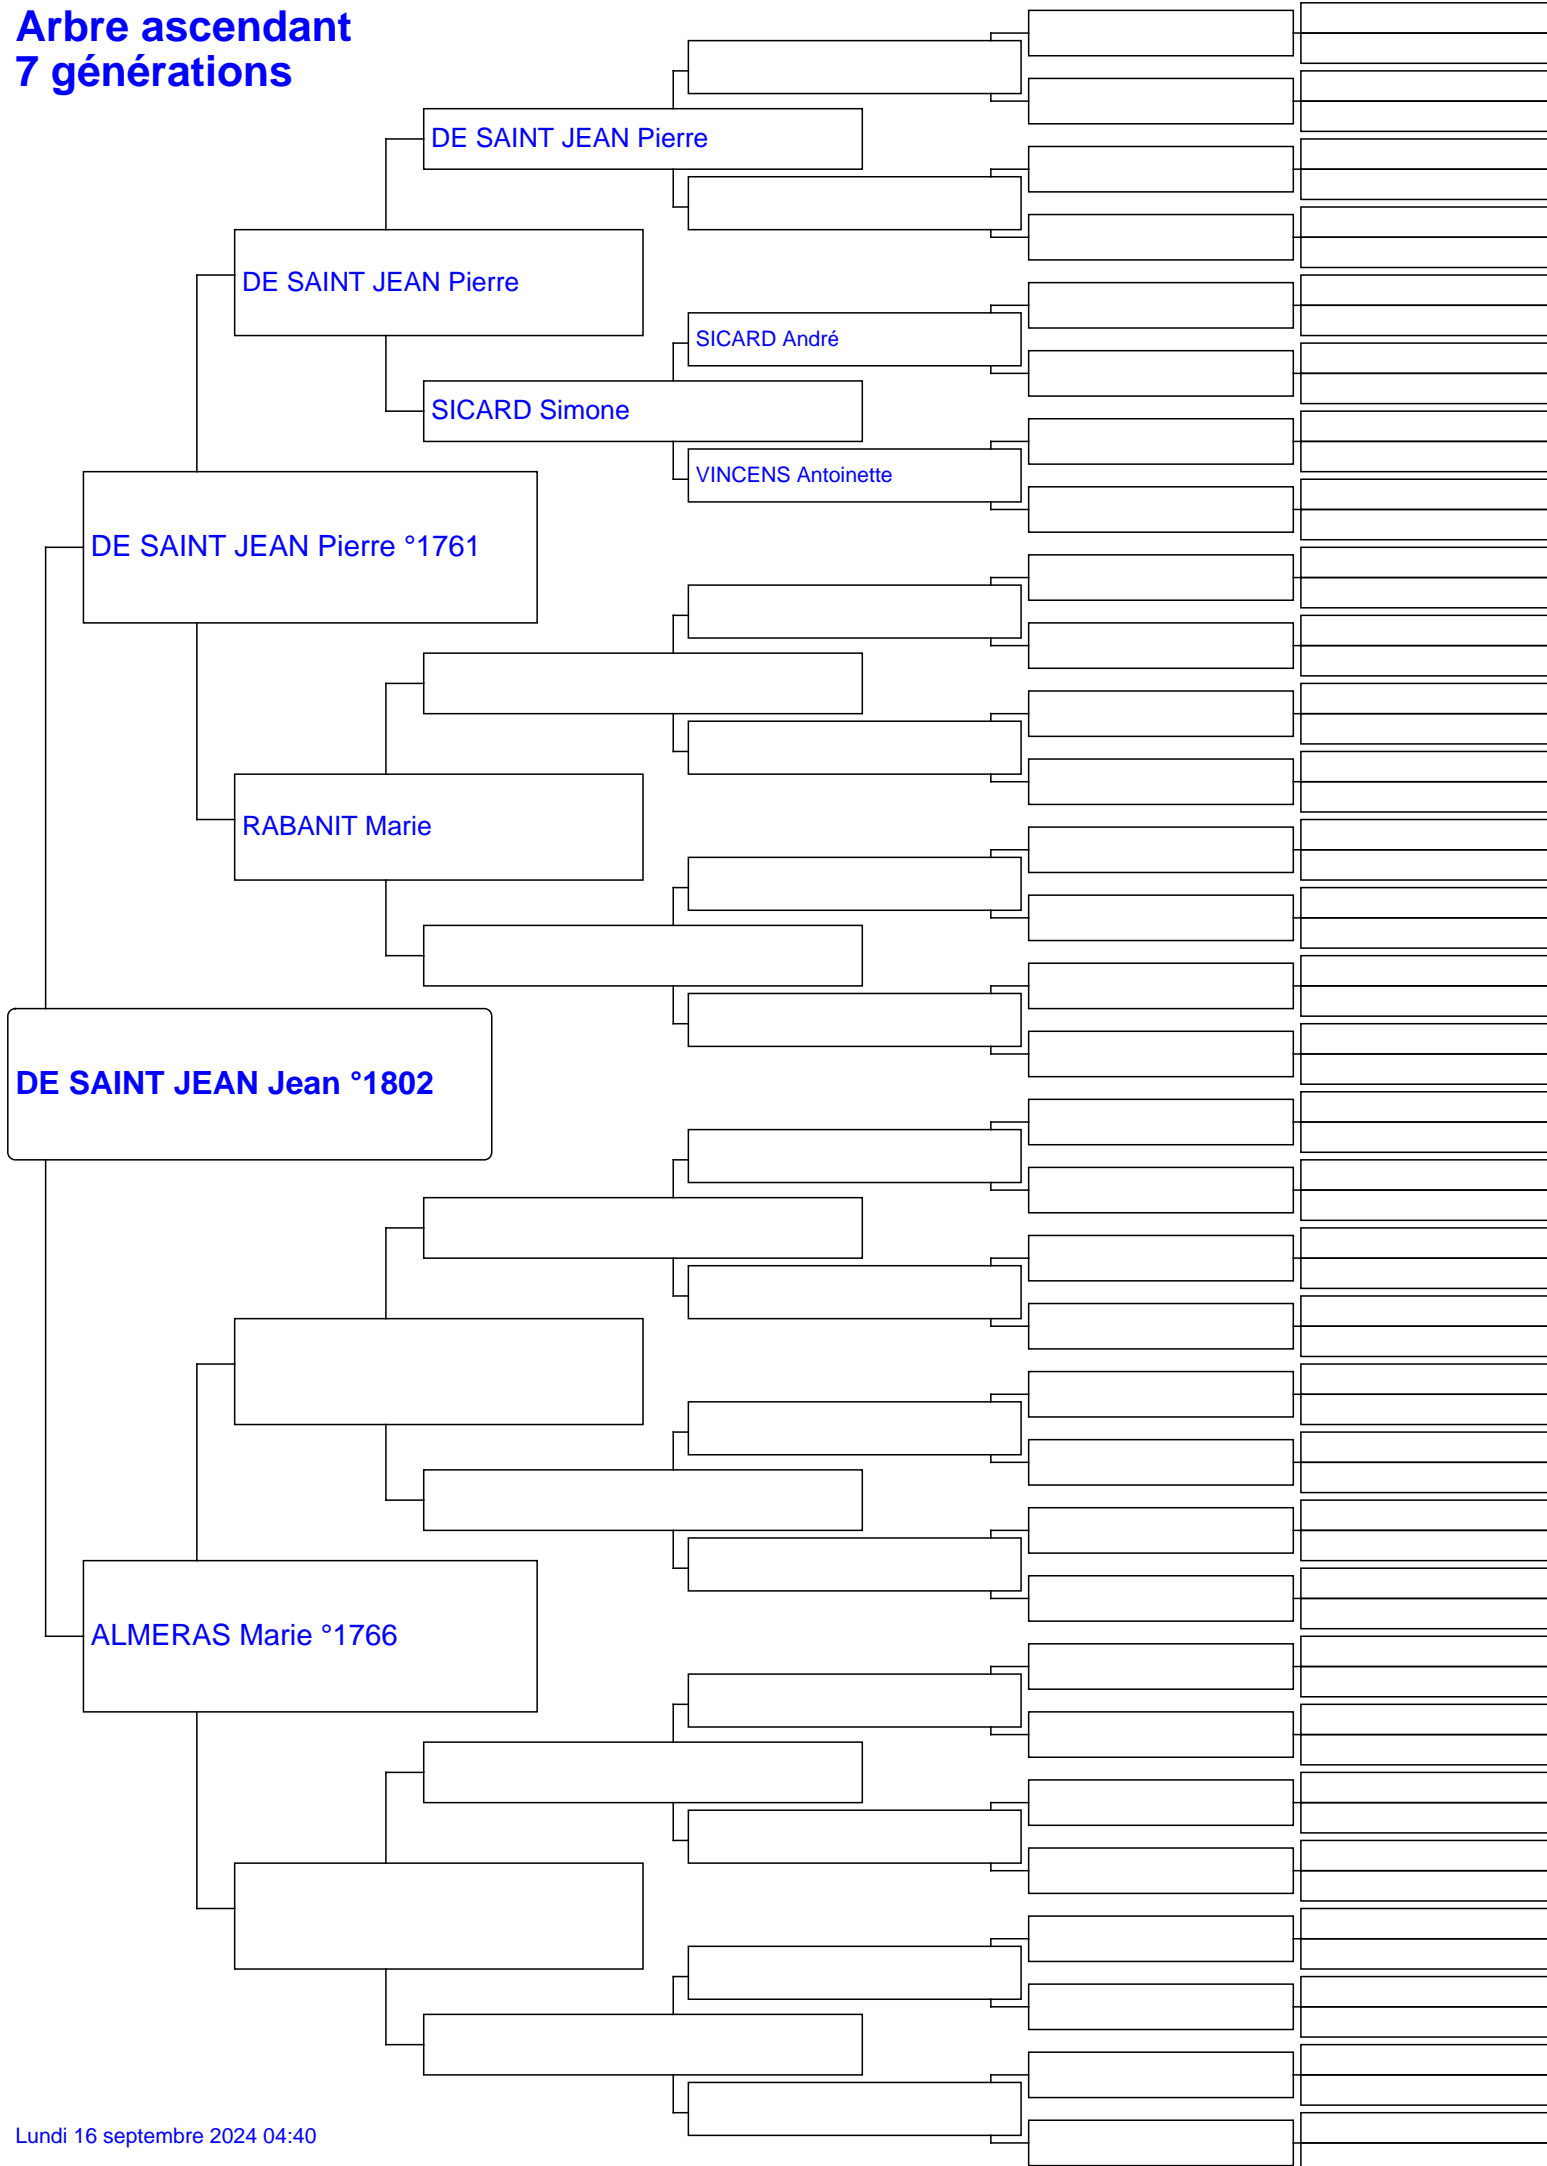 Arbre ascendant
7 générations
DE SAINT JEAN Pierre
DE SAINT JEAN Pierre
SICARD André
SICARD Simone
VINCENS Antoinette
DE SAINT JEAN Pierre °1761
RABANIT Marie
DE SAINT JEAN Jean °1802
ALMERAS Marie °1766
Lundi 16 septembre 2024 04:40